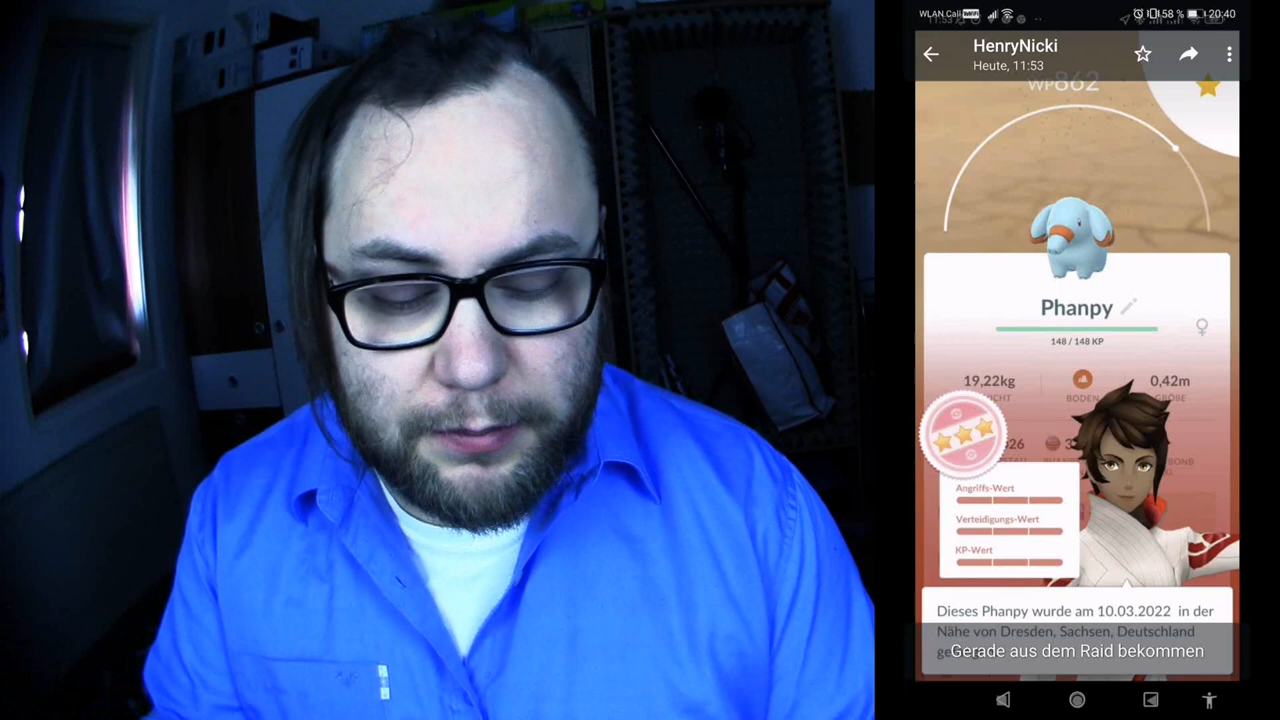 WLAN Call
58 %
20:40
HenryNicki
Heute, 11:53
WP862
Phanpy
148 / 148 KP
19,22kg
0,42m
BODEN
Angriffs-Wert
Verteidigungs-Wert
KP-Wert
Dieses Phanpy wurde am 10.03.2022 in der
Nähe von Dresden, Sachsen, Deutschland
Gerade aus dem Raid bekommen